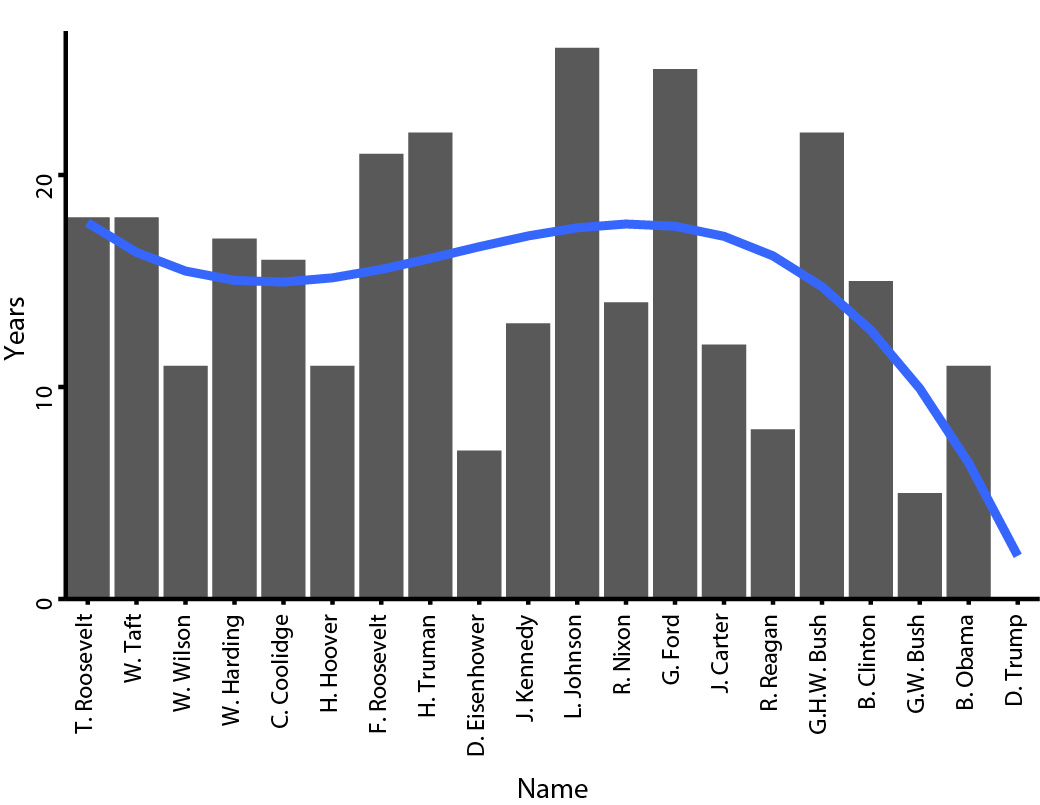 Years
20
10
0
T. Roosevelt
W. Taft
W. Wilson
W. Harding
C. Coolidge
H. Hoover
F. Roosevelt
H. Truman
D. Eisenhower
J. Kennedy
L. Johnson
R. Nixon
G. Ford
J. Carter
R. Reagan
G.H.W. Bush
B. Clinton
G.W. Bush
B. Obama
D. Trump
Name